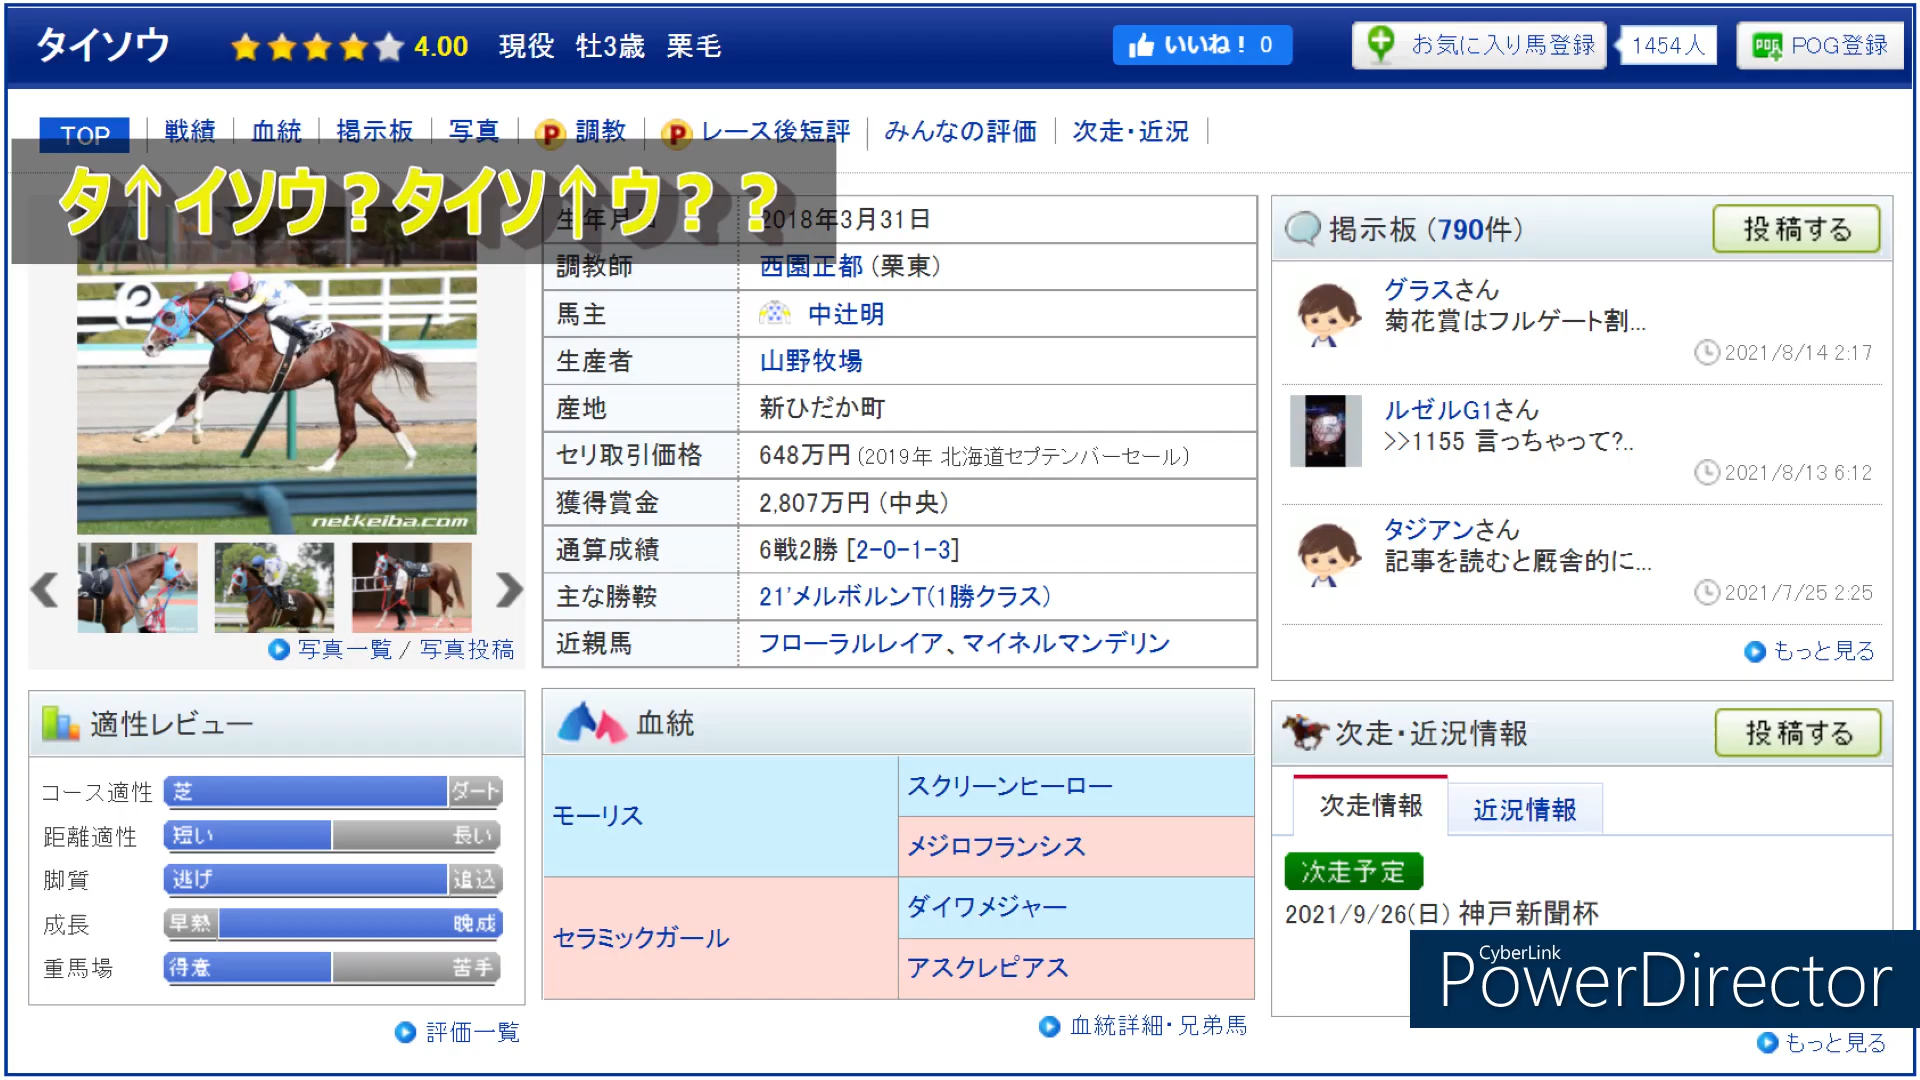 タイソウ 4.00 現役 牡3歳 栗毛 いいね! 0 お気に入り馬登録 1454人 POG登録
TOP 戦績 血統 掲示板 写真 P 調教 P レース後短評 みんなの評価 次走・近況
タ↑イソウ?タイソ↑ウ??
生年月日 2018年3月31日
調教師 西園正都 (栗東)
馬主 中辻明
生産者 山野牧場
産地 新ひだか町
セリ取引価格 648万円 (2019年 北海道セプテンバーセール)
獲得賞金 2,807万円 (中央)
通算成績 6戦2勝 [2-0-1-3]
主な勝鞍 21'メルボルンT(1勝クラス)
近親馬 フローラルレイア、マイネルマンデリン
netkeiba.com
写真一覧 / 写真投稿
掲示板 (790件) 投稿する
グラスさん
菊花賞はフルゲート割...
2021/8/14 2:17
ルゼルG1さん
>>1155 言っちゃって?..
2021/8/13 6:12
タジアンさん
記事を読むと厩舎的に...
2021/7/25 2:25
もっと見る
適性レビュー
コース適性 芝 ダート
距離適性 短い 長い
脚質 逃げ 追込
成長 早熟 晩成
重馬場 得意 苦手
評価一覧
血統
モーリス
スクリーンヒーロー
メジロフランシス
セラミックガール
ダイワメジャー
アスクレピアス
血統詳細・兄弟馬
次走・近況情報 投稿する
次走情報 近況情報
次走予定
2021/9/26(日) 神戸新聞杯
CyberLink
PowerDirector
もっと見る